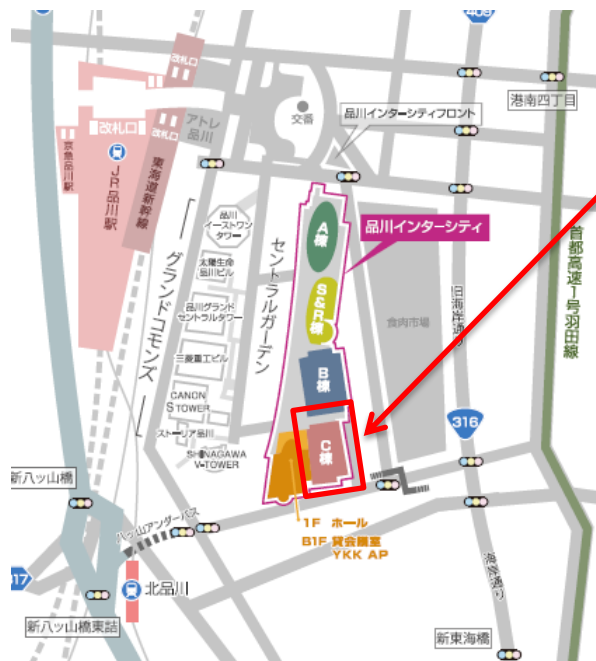 409
改札口
改札口
改札口
アトレ
品川
交番
港南四丁目
品川インターシティフロント
京急品川駅
JR品川駅
東海道新幹線
グランドコモンズ
品川
イーストワン
タワー
太陽生命
品川ビル
品川グランド
セントラルタワー
三菱重工ビル
CANON
S TOWER
ストーリア品川
SHINAGAWA
V-TOWER
セントラルガーデン
A棟
S&R棟
B棟
C棟
品川インターシティ
食肉市場
旧海岸通り
首都高速1号羽田線
316
1F ホール
B1F 貸会議室
YKK AP
新八ッ山橋
八ッ山アンダーパス
317
北品川
新八ッ山橋東詰
海岸通り
新東海橋